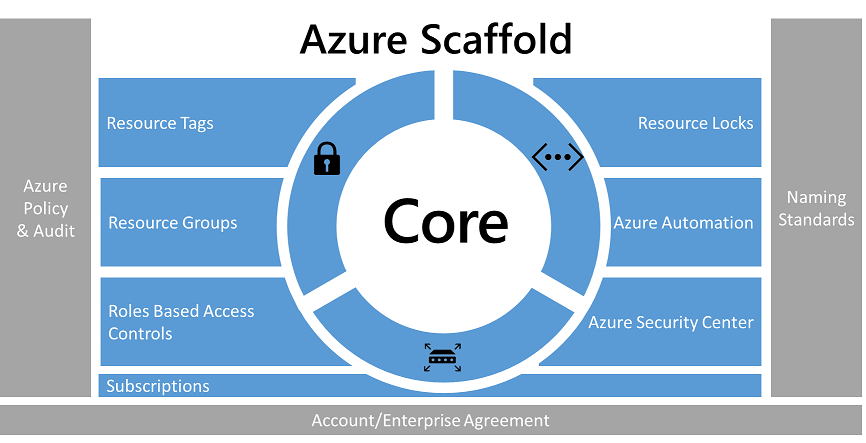 Azure Scaffold
Azure
Policy
& Audit
Resource Tags
Resource Groups
Roles Based Access
Controls
Subscriptions
Core
Resource Locks
Azure Automation
Azure Security Center
Naming
Standards
Account/Enterprise Agreement